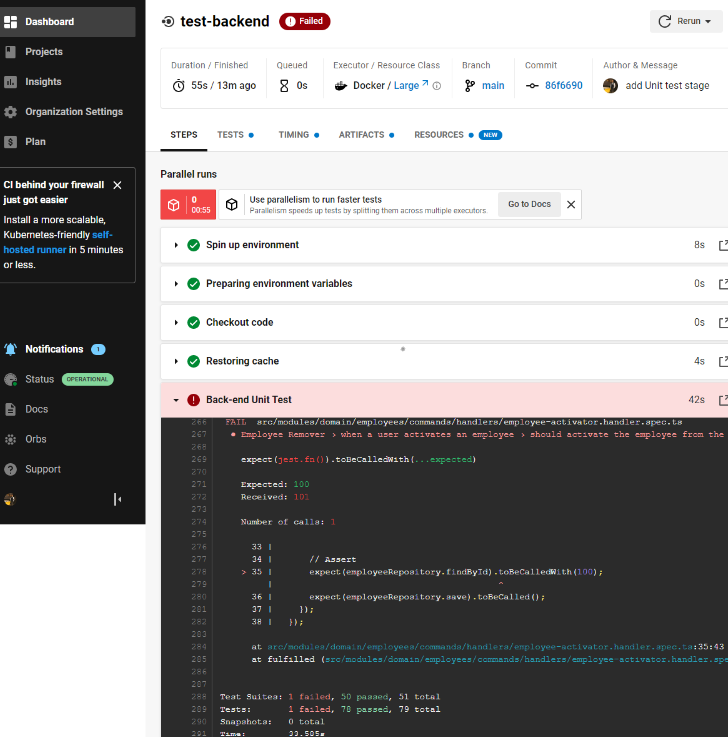 Dashboard
Projects
Insights
Organization Settings
Plan
CI behind your firewall
just got easier
Install a more scalable,
Kubernetes-friendly self-
hosted runner in 5 minutes
or less.
Notifications 1
Status OPERATIONAL
Docs
Orbs
Support
test-backend Failed
Rerun
Duration / Finished
55s / 13m ago
Queued
0s
Executor / Resource Class
Docker / Large
Branch
main
Commit
86f6690
Author & Message
add Unit test stage
STEPS TESTS TIMING ARTIFACTS RESOURCES NEW
Parallel runs
0
00:55
Use parallelism to run faster tests
Parallelism speeds up tests by splitting them across multiple executors.
Go to Docs
Spin up environment 8s
Preparing environment variables 0s
Checkout code 0s
Restoring cache 4s
Back-end Unit Test 42s
266 FAIL src/modules/domain/employees/commands/handlers/employee-activator.handler.spec.ts
267 ● Employee Remover › when a user activates an employee › should activate the employee from the
268
269 expect(jest.fn()).toBeCalledWith(...expected)
270
271 Expected: 100
272 Received: 101
273
274 Number of calls: 1
275
276 33 |
277 34 | // Assert
278 > 35 | expect(employeeRepository.findById).toBeCalledWith(100);
279 | ^
280 36 | expect(employeeRepository.save).toBeCalled();
281 37 | });
282 38 | });
283
284 at src/modules/domain/employees/commands/handlers/employee-activator.handler.spec.ts:35:43
285 at fulfilled (src/modules/domain/employees/commands/handlers/employee-activator.handler.spe
286
287
288 Test Suites: 1 failed, 50 passed, 51 total
289 Tests: 1 failed, 78 passed, 79 total
290 Snapshots: 0 total
291 Time: 33.585s